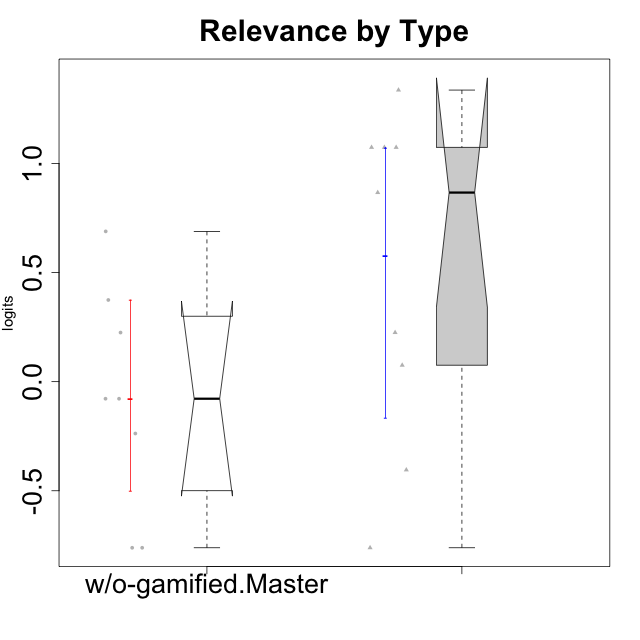 Relevance by Type
logits
1.0
0.5
0.0
-0.5
w/o-gamified.Master